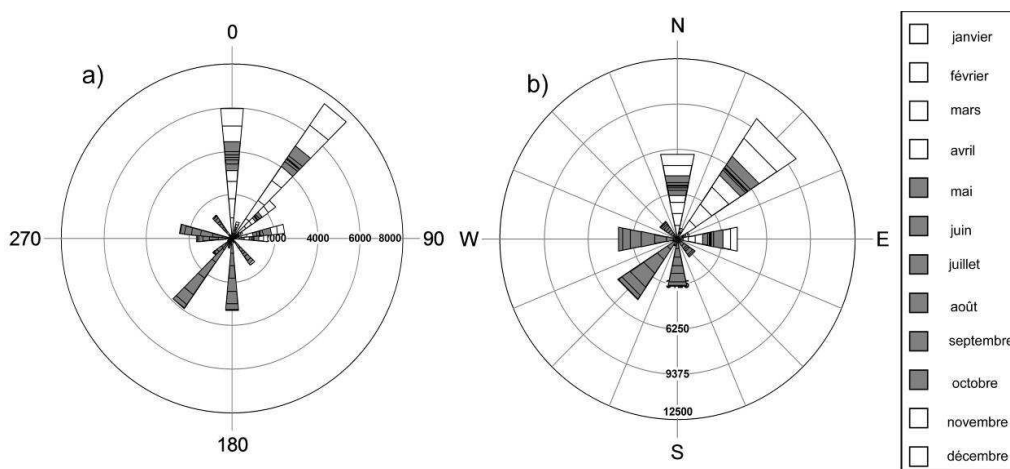 a)
0
270
90
180
2000 4000 6000 8000
b)
N
W
E
S
6250
9375
12500
janvier
février
mars
avril
mai
juin
juillet
août
septembre
octobre
novembre
décembre